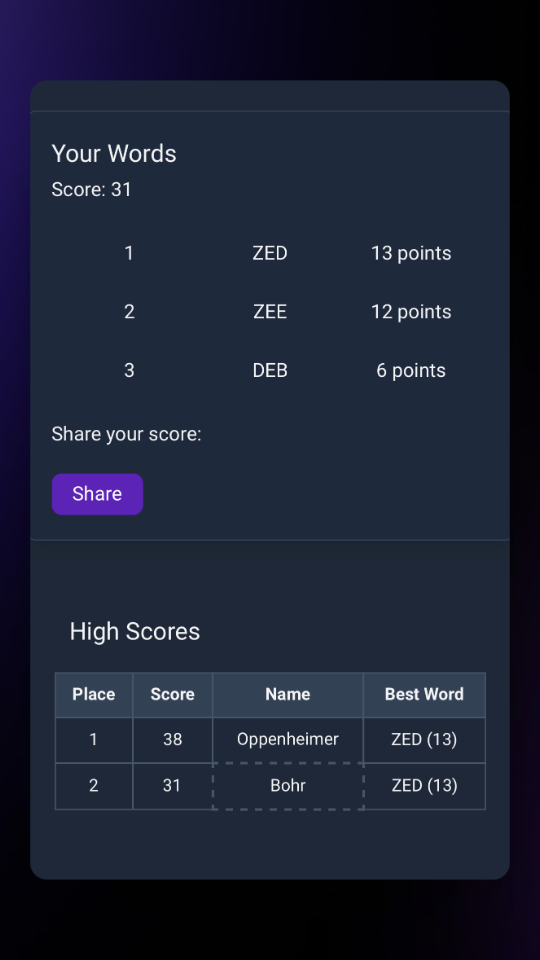 Your Words
Score: 31
1 ZED 13 points
2 ZEE 12 points
3 DEB 6 points
Share your score:
Share
High Scores
Place Score Name Best Word
1 38 Oppenheimer ZED (13)
2 31 Bohr ZED (13)